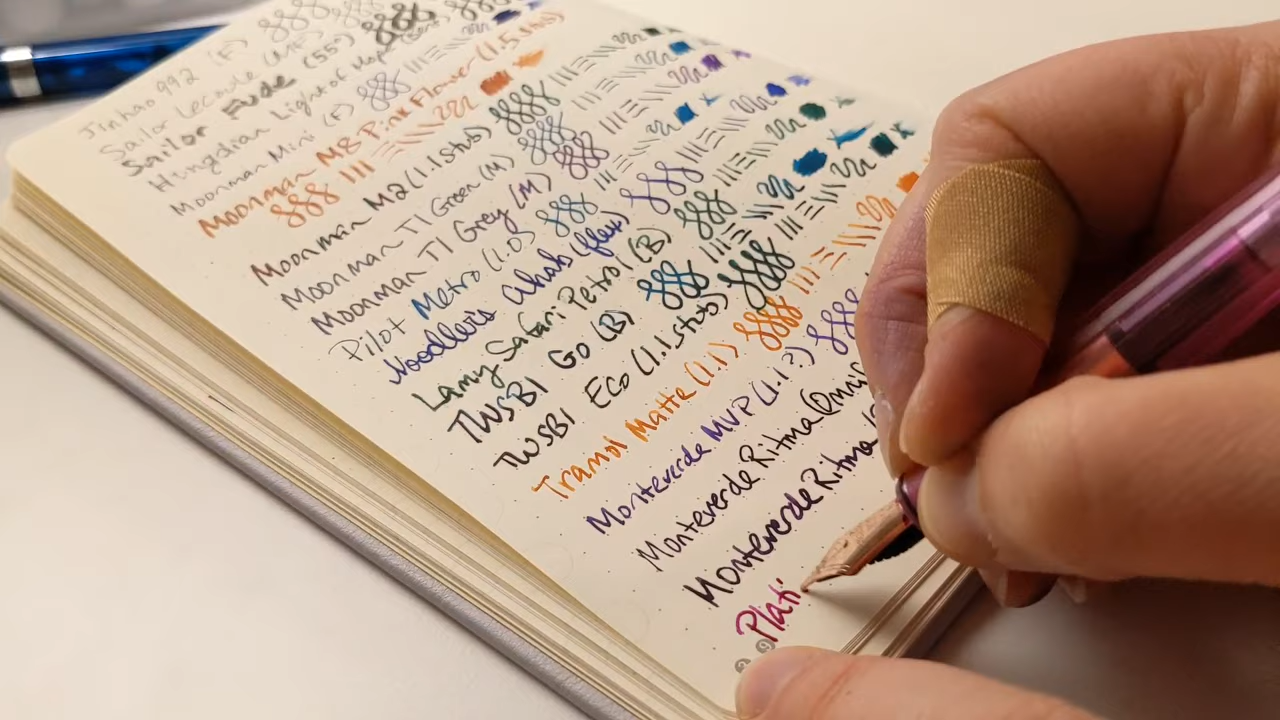 Jinhao 992 (F)
Sailor Lecoule (MF)
Sailor Fude (55°)
Hongdian Light of Hope
Moonman Mini (F)
Moonman M8 Pink Flower (1.5 stub)
Moonman M2 (1.1 stub)
Moonman T1 Green (M)
Moonman T1 Grey (M)
Pilot Metro (1.0)
Noodler's Ahab (flex)
Lamy Safari Petrol (B)
TWSBI Go (B)
TWSBI Eco (1.1 stub)
Tramol Matte (1.1)
Monteverde MVP (1.1?)
Monteverde Ritma
Monteverde Ritma
Plati